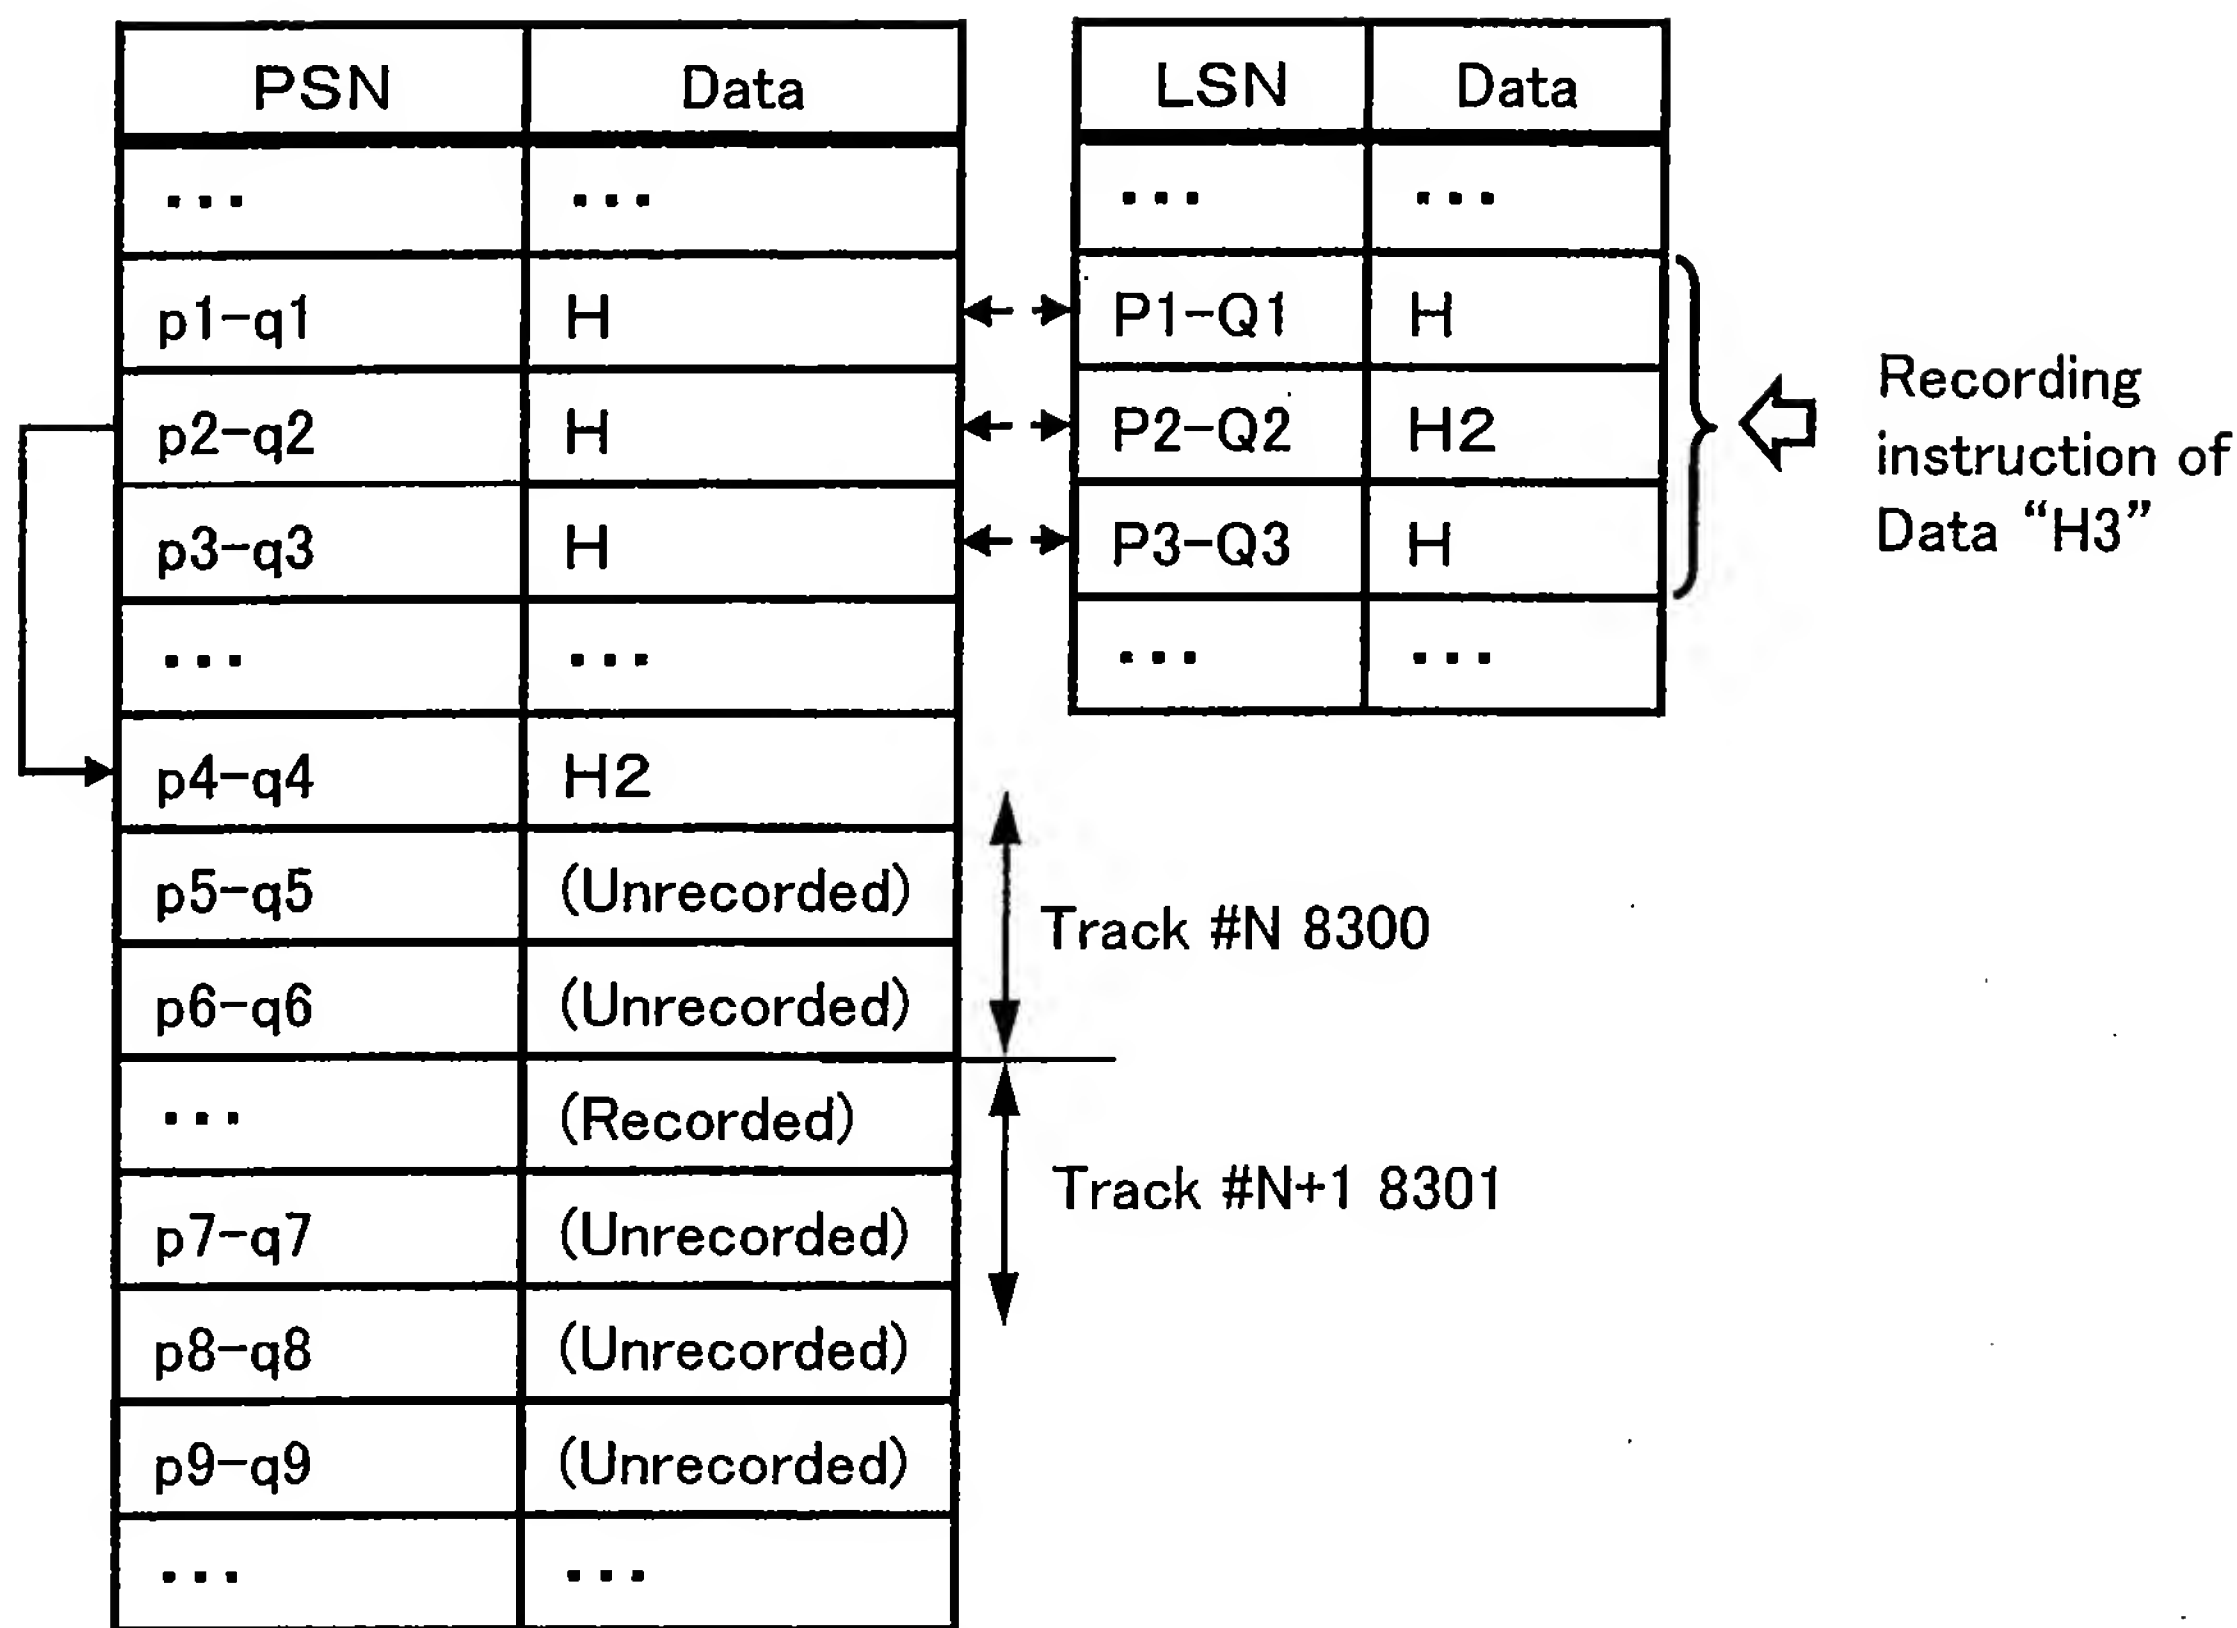 PSN Data
... ...
p1-q1 H
p2-q2 H
p3-q3 H
... ...
p4-q4 H2
p5-q5 (Unrecorded)
p6-q6 (Unrecorded)
... (Recorded)
p7-q7 (Unrecorded)
p8-q8 (Unrecorded)
p9-q9 (Unrecorded)
... ...
LSN Data
... ...
P1-Q1 H
P2-Q2 H2
P3-Q3 H
... ...
Recording
instruction of
Data “H3”
Track #N 8300
Track #N+1 8301